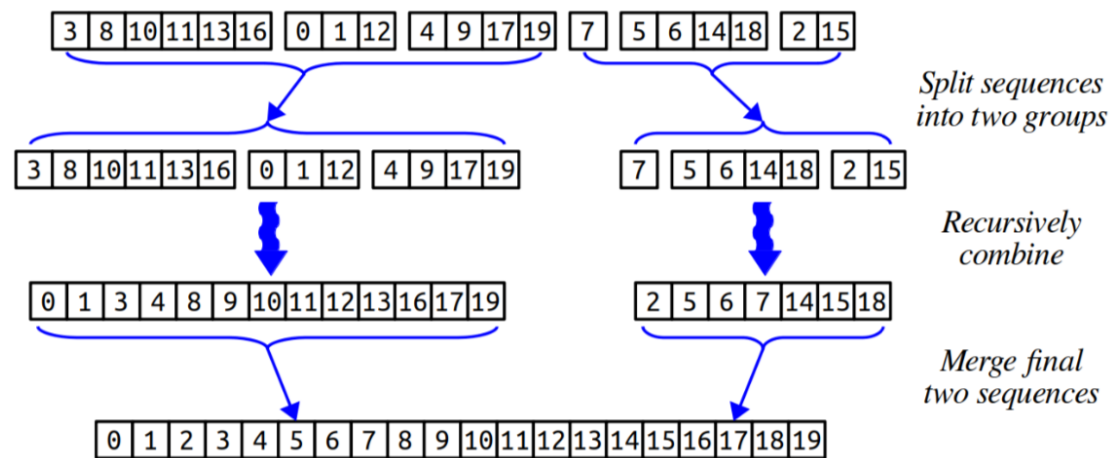 3 8 10 11 13 16 0 1 12 4 9 17 19 7 5 6 14 18 2 15
Split sequences
into two groups
3 8 10 11 13 16 0 1 12 4 9 17 19 7 5 6 14 18 2 15
Recursively
combine
0 1 3 4 8 9 10 11 12 13 16 17 19 2 5 6 7 14 15 18
Merge final
two sequences
0 1 2 3 4 5 6 7 8 9 10 11 12 13 14 15 16 17 18 19